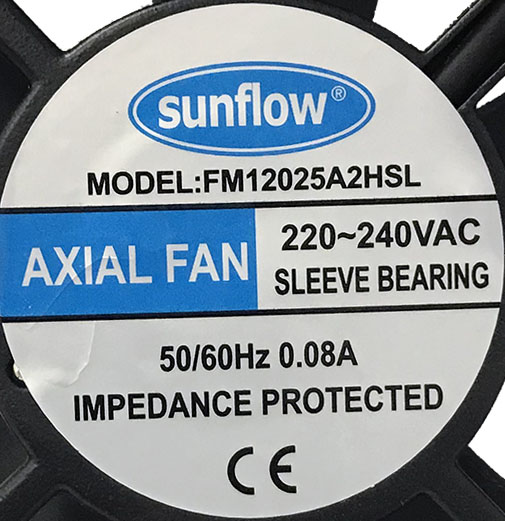 sunflow®
MODEL:FM12025A2HSL
AXIAL FAN
220~240VAC
SLEEVE BEARING
50/60Hz 0.08A
IMPEDANCE PROTECTED
CE